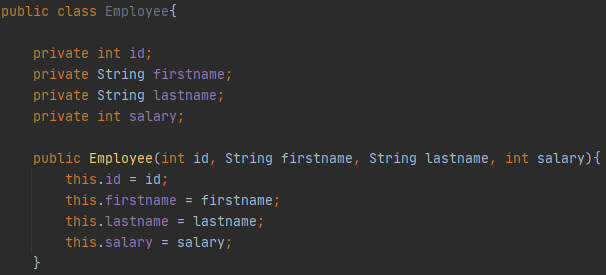 public class Employee{
private int id;
private String firstname;
private String lastname;
private int salary;
public Employee(int id, String firstname, String lastname, int salary){
this.id = id;
this.firstname = firstname;
this.lastname = lastname;
this.salary = salary;
}